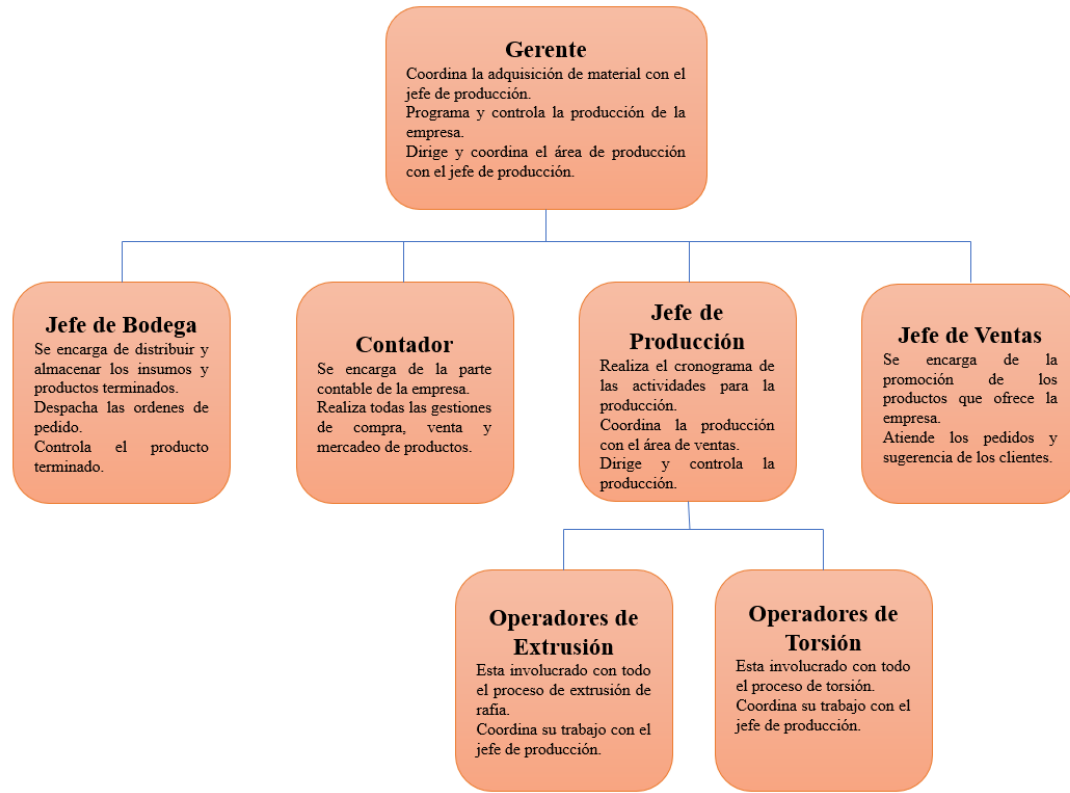 Gerente
Coordina la adquisición de material con el
jefe de producción.
Programa y controla la producción de la
empresa.
Dirige y coordina el área de producción
con el jefe de producción.
Jefe de Bodega
Se encarga de distribuir y
almacenar los insumos y
productos terminados.
Despacha las ordenes de
pedido.
Controla el producto
terminado.
Contador
Se encarga de la parte
contable de la empresa.
Realiza todas las gestiones
de compra, venta y
mercadeo de productos.
Jefe de
Producción
Realiza el cronograma de
las actividades para la
producción.
Coordina la producción
con el área de ventas.
Dirige y controla la
producción.
Jefe de Ventas
Se encarga de la
promoción de los
productos que ofrece la
empresa.
Atiende los pedidos y
sugerencia de los clientes.
Operadores de
Extrusión
Esta involucrado con todo
el proceso de extrusión de
rafia.
Coordina su trabajo con el
jefe de producción.
Operadores de
Torsión
Esta involucrado con todo
el proceso de torsión.
Coordina su trabajo con el
jefe de producción.